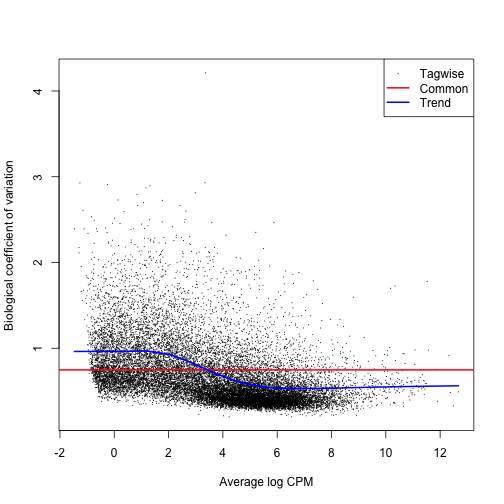 Tagwise
Common
Trend
4
3
2
1
Biological coefficient of variation
-2 0 2 4 6 8 10 12
Average log CPM